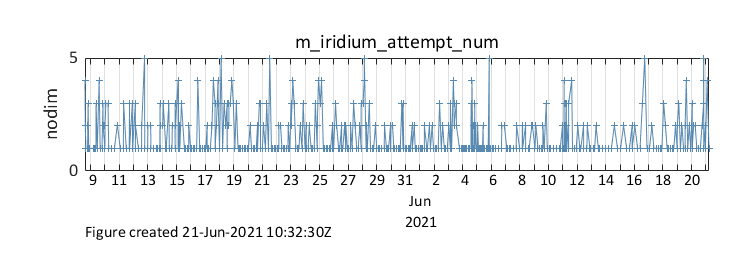 m_iridium_attempt_num
5
nodim
0
9 11 13 15 17 19 21 23 25 27 29 31 2 4 6 8 10 12 14 16 18 20
Jun
2021
Figure created 21-Jun-2021 10:32:30Z